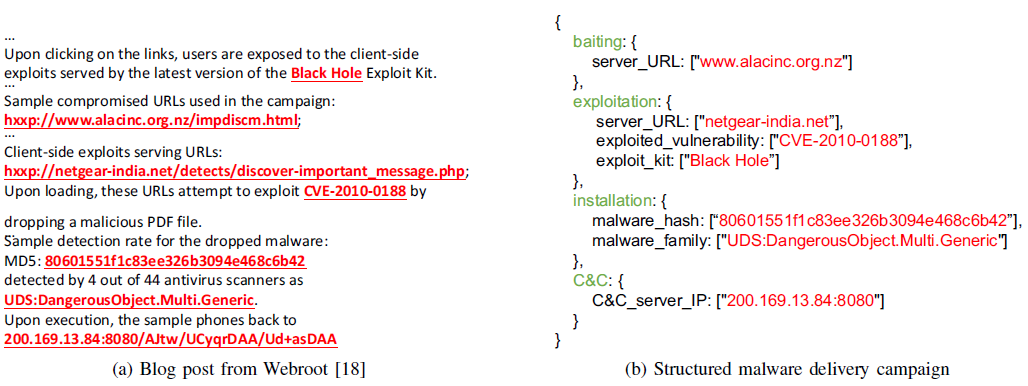 ...
Upon clicking on the links, users are exposed to the client-side
exploits served by the latest version of the Black Hole Exploit Kit.
...
Sample compromised URLs used in the campaign:
hxxp://www.alacinc.org.nz/impdiscm.html;
...
Client-side exploits serving URLs:
hxxp://netgear-india.net/detects/discover-important_message.php;
Upon loading, these URLs attempt to exploit CVE-2010-0188 by
dropping a malicious PDF file.
Sample detection rate for the dropped malware:
MD5: 80601551f1c83ee326b3094e468c6b42
detected by 4 out of 44 antivirus scanners as
UDS:DangerousObject.Multi.Generic.
Upon execution, the sample phones back to
200.169.13.84:8080/AJtw/UCyqrDAA/Ud+asDAA
(a) Blog post from Webroot [18]
{
baiting: {
server_URL: ["www.alacinc.org.nz"]
},
exploitation: {
server_URL: ["netgear-india.net”],
exploited_vulnerability: ["CVE-2010-0188”],
exploit_kit: ["Black Hole”]
},
installation: {
malware_hash: [“80601551f1c83ee326b3094e468c6b42”],
malware_family: ["UDS:DangerousObject.Multi.Generic"]
},
C&C: {
C&C_server_IP: ["200.169.13.84:8080"]
}
}
(b) Structured malware delivery campaign